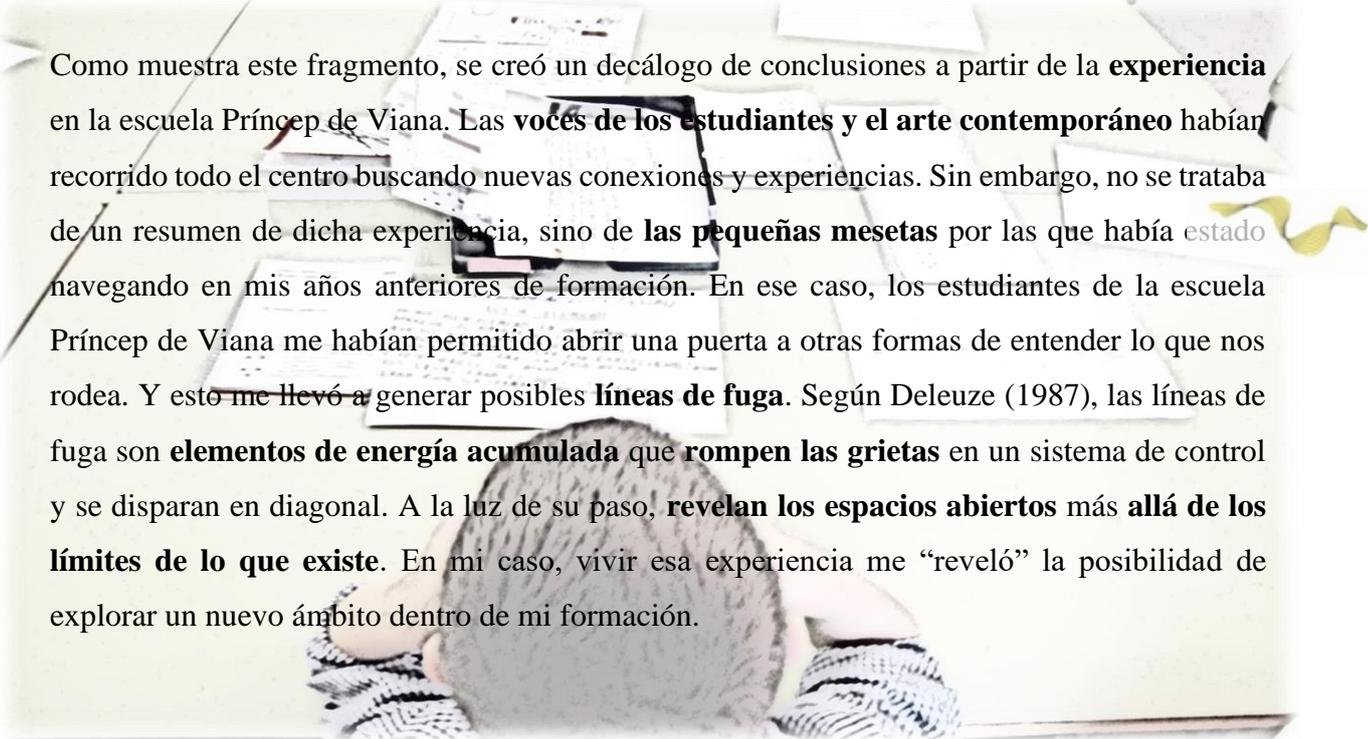 Como muestra este fragmento, se creó un decálogo de conclusiones a partir de la experiencia
en la escuela Príncep de Viana. Las voces de los estudiantes y el arte contemporáneo habían
recorrido todo el centro buscando nuevas conexiones y experiencias. Sin embargo, no se trataba
de un resumen de dicha experiencia, sino de las pequeñas mesetas por las que había estado
navegando en mis años anteriores de formación. En ese caso, los estudiantes de la escuela
Príncep de Viana me habían permitido abrir una puerta a otras formas de entender lo que nos
rodea. Y esto me llevó a generar posibles líneas de fuga. Según Deleuze (1987), las líneas de
fuga son elementos de energía acumulada que rompen las grietas en un sistema de control
y se disparan en diagonal. A la luz de su paso, revelan los espacios abiertos más allá de los
límites de lo que existe. En mi caso, vivir esa experiencia me “reveló” la posibilidad de
explorar un nuevo ámbito dentro de mi formación.